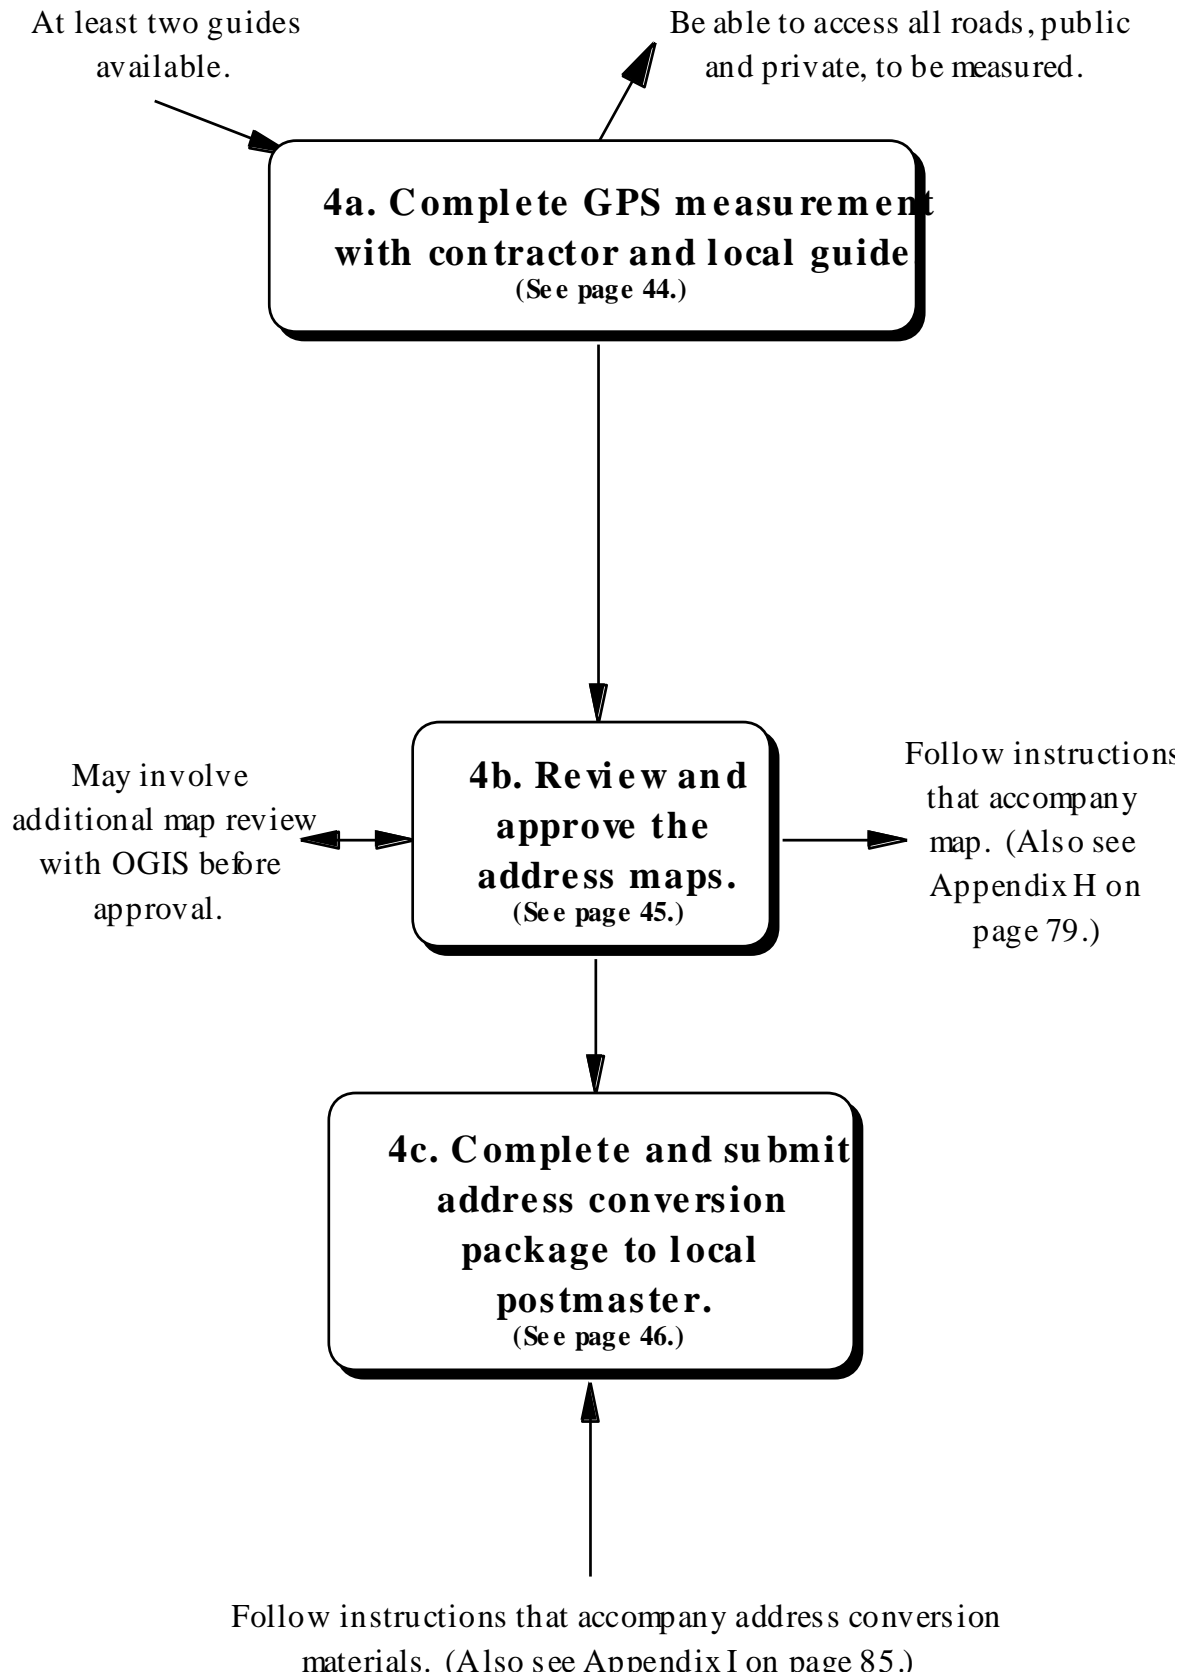 At least two guides
available.
Be able to access all roads, public
and private, to be measured.
4a. Complete GPS measurement
with contractor and local guide.
(See page 44.)
4b. Review and
approve the
address maps.
(See page 45.)
May involve
additional map review
with OGIS before
approval.
Follow instructions
that accompany
map. (Also see
Appendix H on
page 79.)
4c. Complete and submit
address conversion
package to local
postmaster.
(See page 46.)
Follow instructions that accompany address conversion
materials. (Also see Appendix I on page 85.)